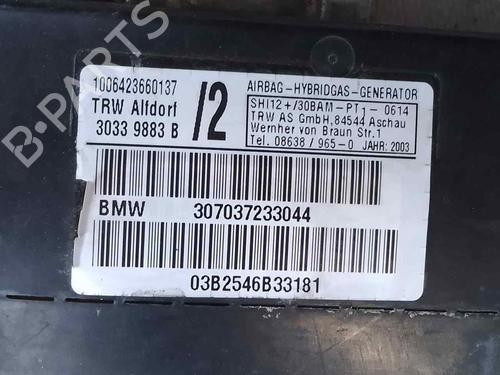 1006423660137
TRW Alfdorf
3033 9883 B
/2
AIRBAG-HYBRIDGAS-GENERATOR
SHI12+/30BAM-PT1-0614
TRW AS GmbH,84544 Aschau
Wernher von Braun Str.1
Tel. 08638/965-0 JAHR: 2003
BMW 307037233044
03B2546B33181
B-PARTS